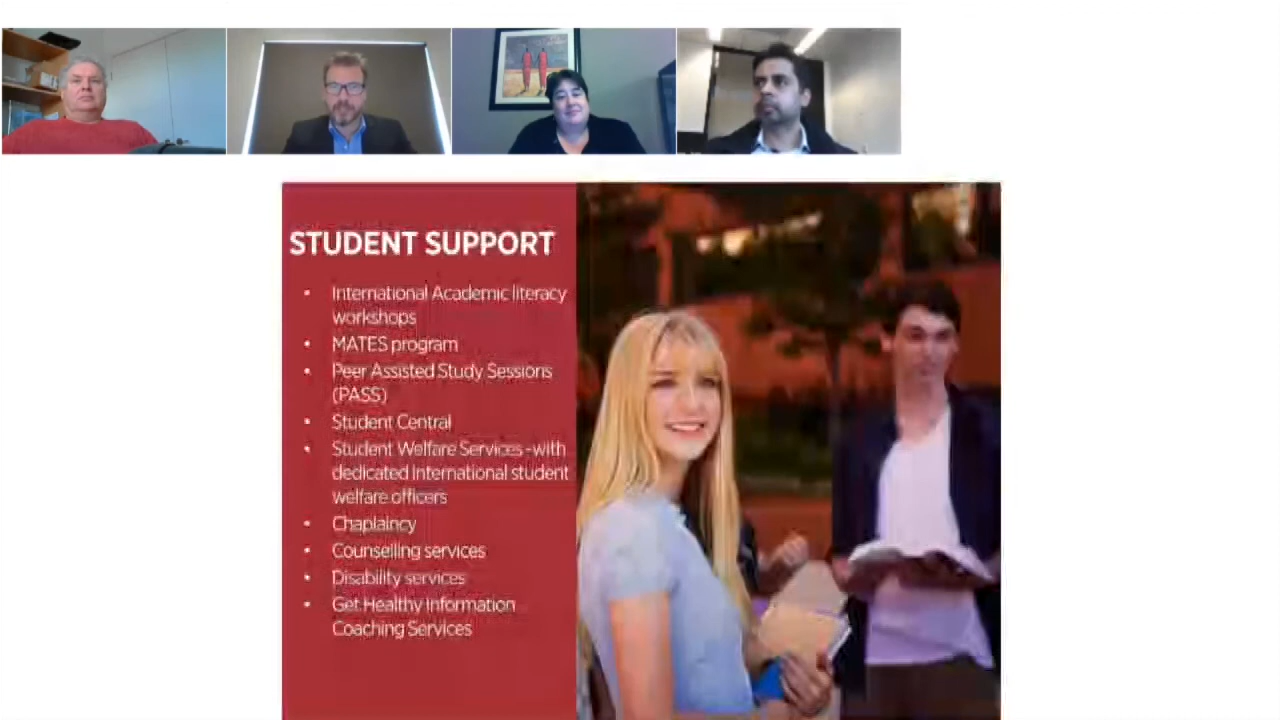 STUDENT SUPPORT
• International Academic literacy
workshops
• MATES program
• Peer Assisted Study Sessions
(PASS)
• Student Central
• Student Welfare Services -with
dedicated International student
welfare officers
• Chaplaincy
• Counselling services
• Disability services
• Get Healthy Information
Coaching Services